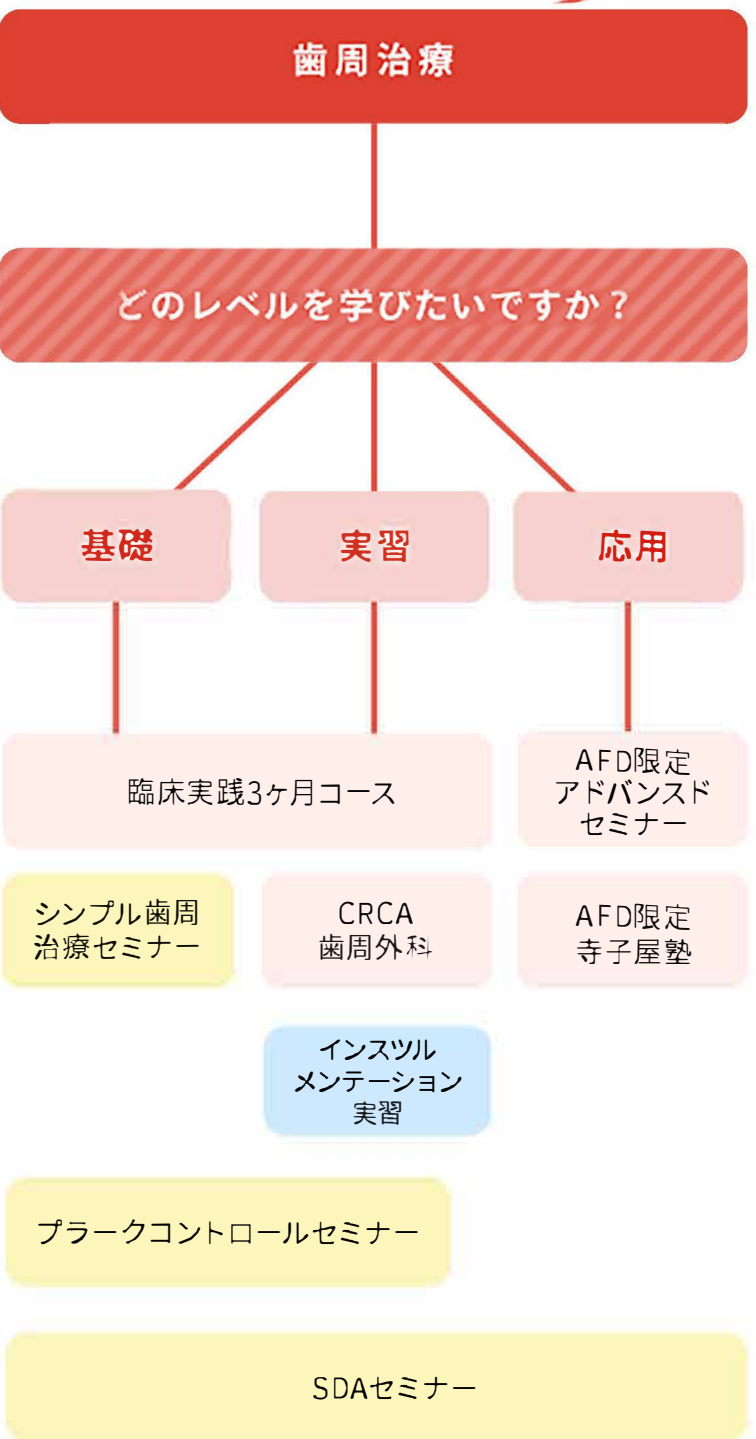 歯周治療
どのレベルを学びたいですか？
基礎
実習
応用
臨床実践3ヶ月コース
AFD限定
アドバンスド
セミナー
シンプル歯周
治療セミナー
CRCA
歯周外科
AFD限定
寺子屋塾
インスツル
メンテーション
実習
プラークコントロールセミナー
SDAセミナー